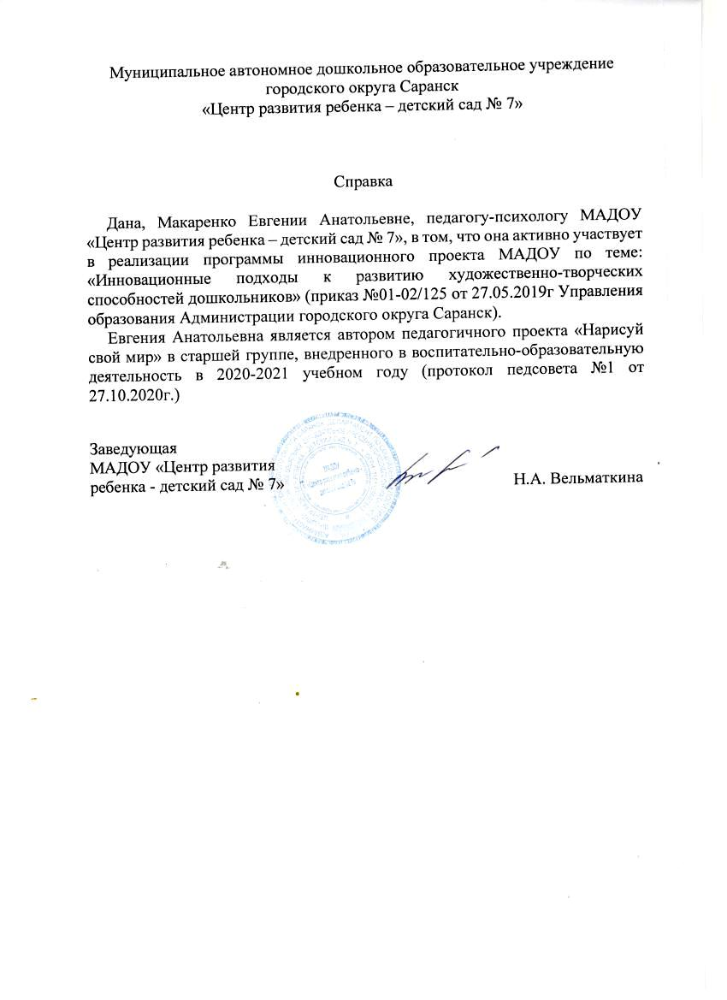 Муниципальное автономное дошкольное образовательное учреждение
городского округа Саранск
«Центр развития ребенка – детский сад № 7»
Справка
Дана, Макаренко Евгении Анатольевне, педагогу-психологу МАДОУ
«Центр развития ребенка – детский сад № 7», в том, что она активно участвует
в реализации программы инновационного проекта МАДОУ по теме:
«Инновационные подходы к развитию художественно-творческих
способностей дошкольников» (приказ №01-02/125 от 27.05.2019г Управления
образования Администрации городского округа Саранск).
Евгения Анатольевна является автором педагогичного проекта «Нарисуй
свой мир» в старшей группе, внедренного в воспитательно-образовательную
деятельность в 2020-2021 учебном году (протокол педсовета №1 от
27.10.2020г.)
Заведующая
МАДОУ «Центр развития
ребенка - детский сад № 7»
Н.А. Вельматкина